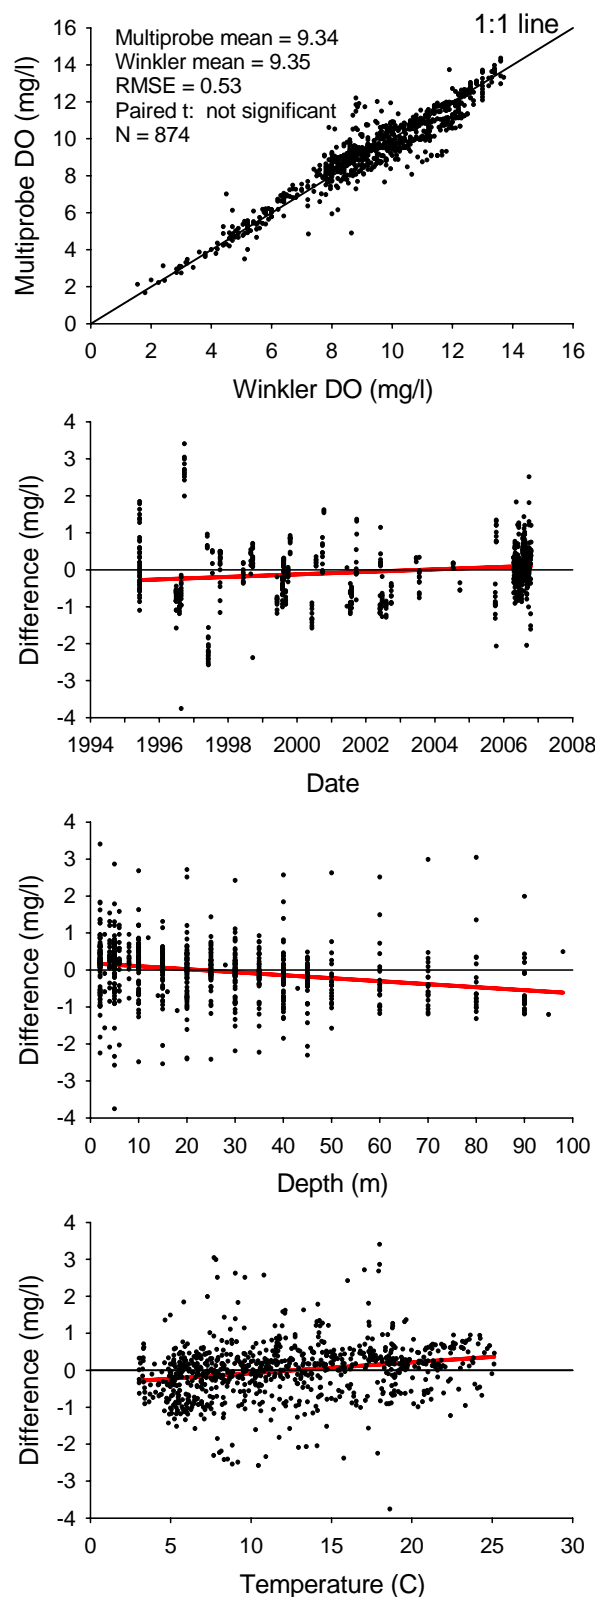 1:1 line
Multiprobe mean = 9.34
Winkler mean = 9.35
RMSE = 0.53
Paired t: not significant
N = 874
Multiprobe DO (mg/l)
16
14
12
10
8
6
4
2
0
0 2 4 6 8 10 12 14 16
Winkler DO (mg/l)
Difference (mg/l)
4
3
2
1
0
-1
-2
-3
-4
1994 1996 1998 2000 2002 2004 2006 2008
Date
Difference (mg/l)
4
3
2
1
0
-1
-2
-3
-4
0 10 20 30 40 50 60 70 80 90 100
Depth (m)
Difference (mg/l)
4
3
2
1
0
-1
-2
-3
-4
0 5 10 15 20 25 30
Temperature (C)